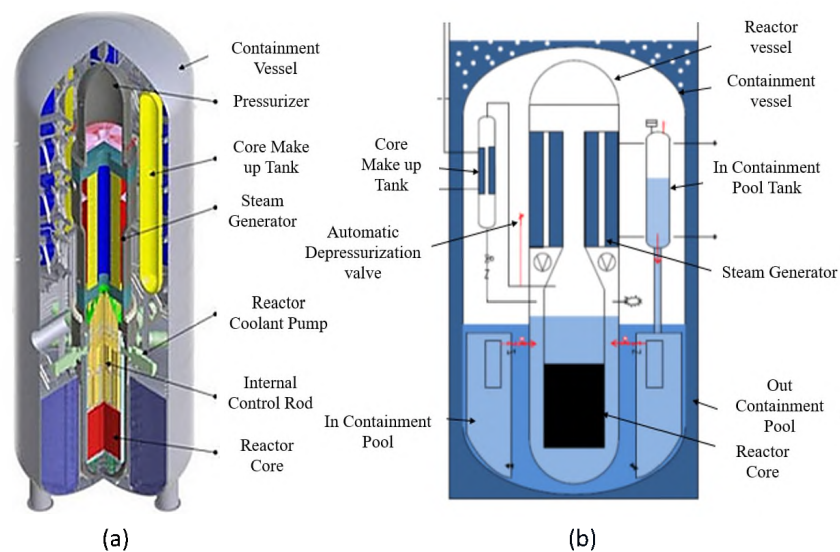 Containment
Vessel
Pressurizer
Core Make
up Tank
Steam
Generator
Reactor
Coolant Pump
Internal
Control Rod
Reactor
Core
(a)
Reactor
vessel
Containment
vessel
Core
Make up
Tank
In Containment
Pool Tank
Automatic
Depressurization
valve
Steam Generator
In Containment
Pool
Out
Containment
Pool
Reactor
Core
(b)